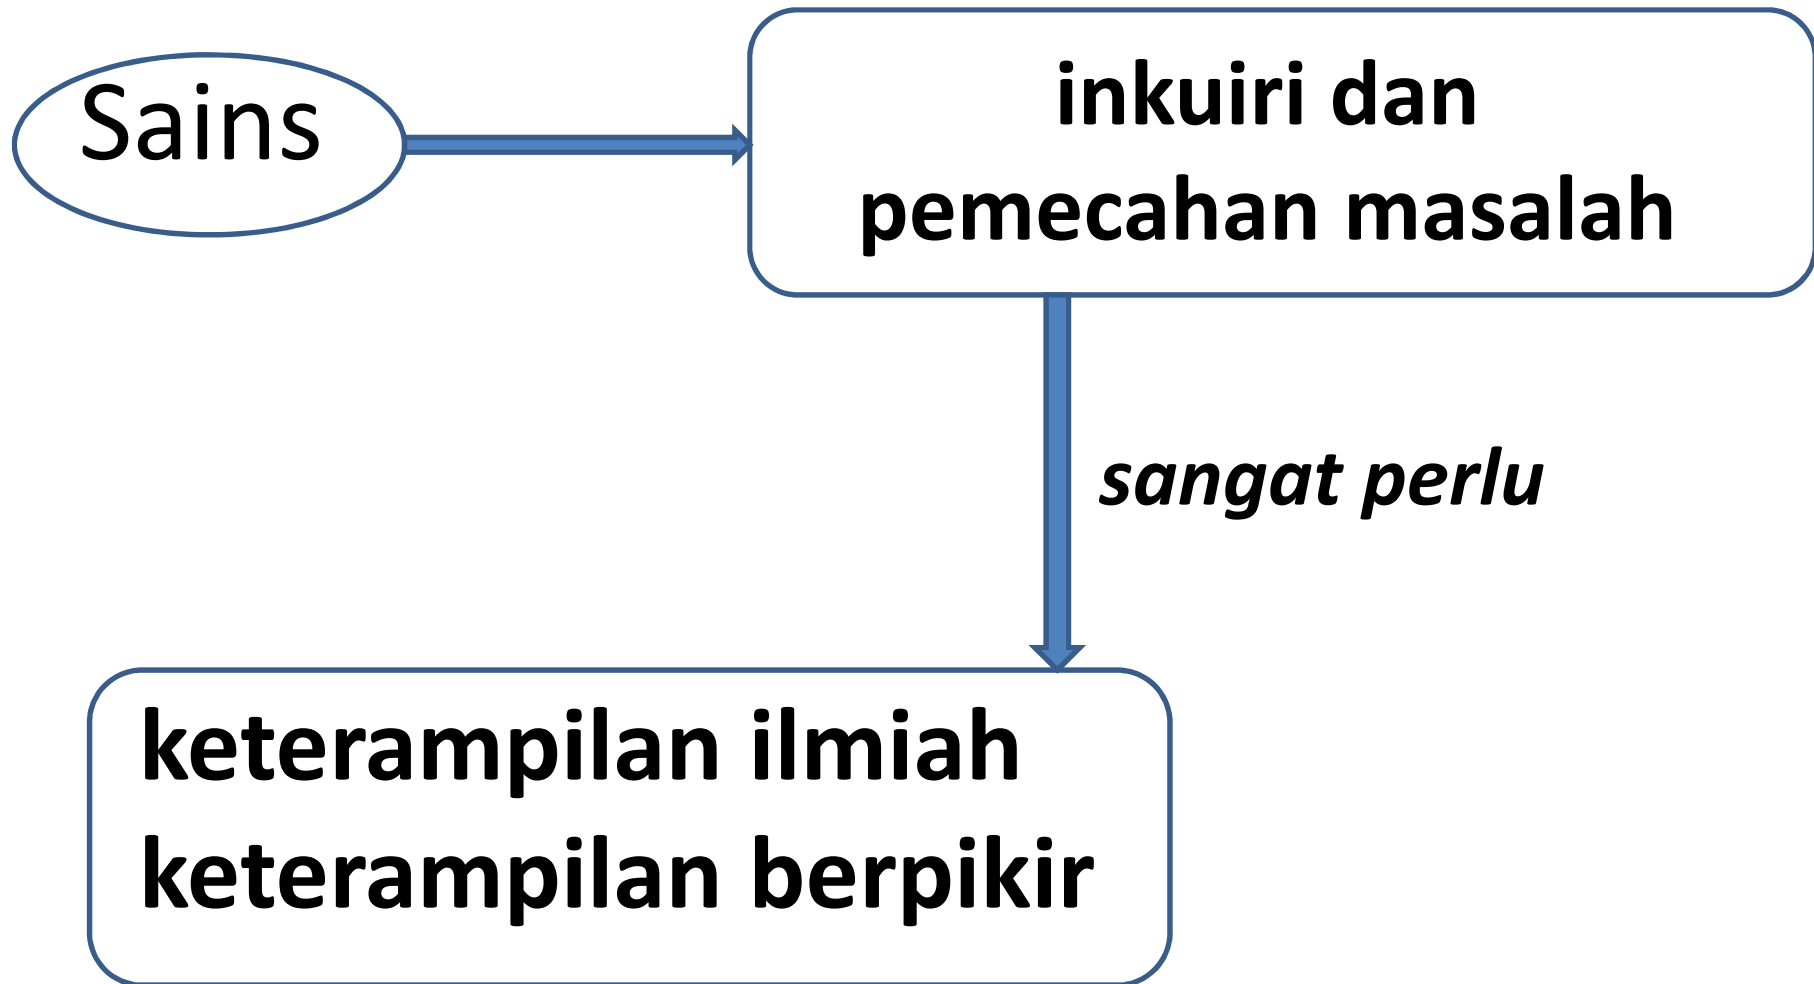 Sains
inkuiri dan
pemecahan masalah
sangat perlu
keterampilan ilmiah
keterampilan berpikir